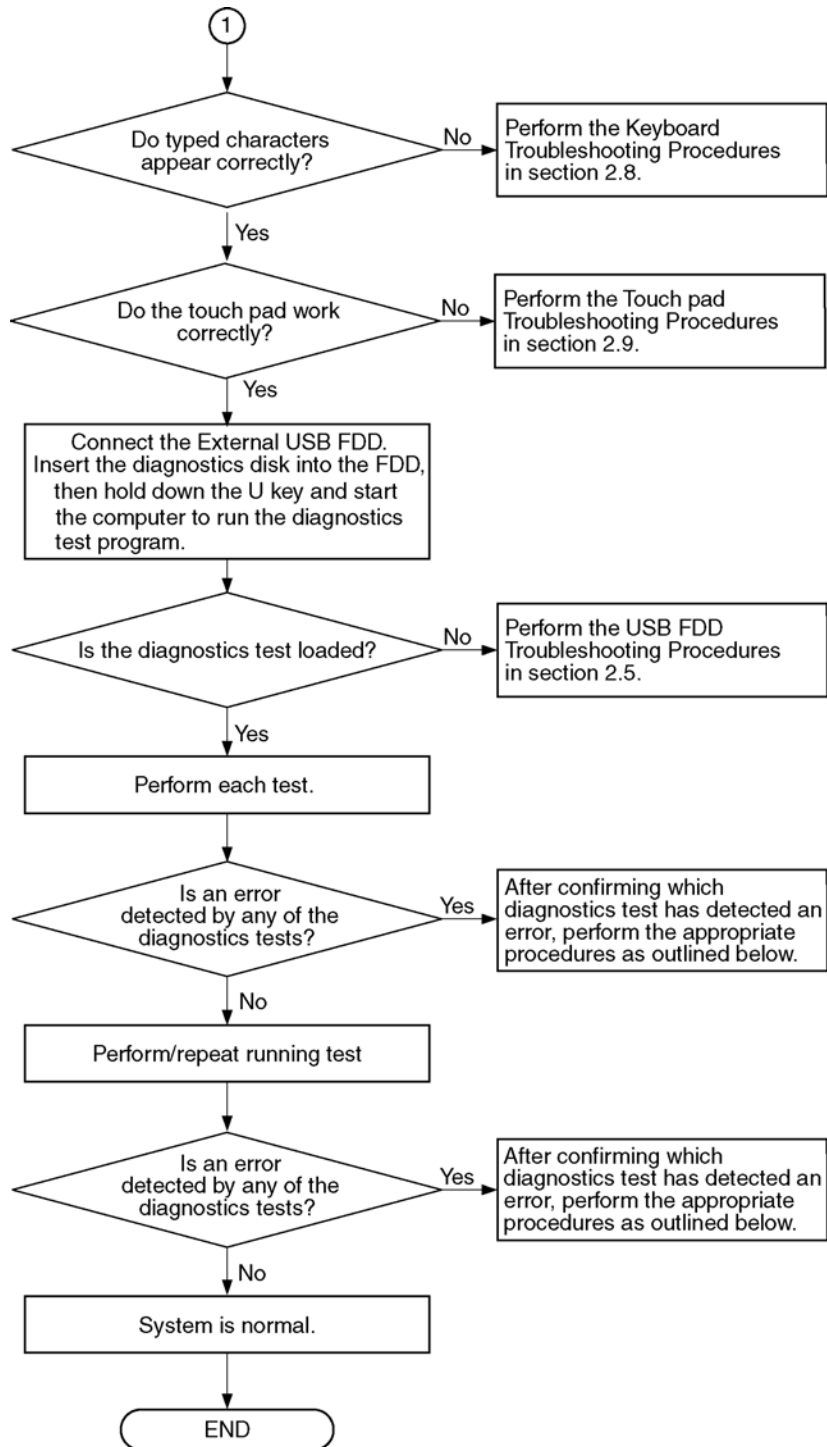 1
Do typed characters
appear correctly?
No
Perform the Keyboard
Troubleshooting Procedures
in section 2.8.
Yes
Do the touch pad work
correctly?
No
Perform the Touch pad
Troubleshooting Procedures
in section 2.9.
Yes
Connect the External USB FDD.
Insert the diagnostics disk into the FDD,
then hold down the U key and start
the computer to run the diagnostics
test program.
Is the diagnostics test loaded?
No
Perform the USB FDD
Troubleshooting Procedures
in section 2.5.
Yes
Perform each test.
Is an error
detected by any of the
diagnostics tests?
Yes
After confirming which
diagnostics test has detected an
error, perform the appropriate
procedures as outlined below.
No
Perform/repeat running test
Is an error
detected by any of the
diagnostics tests?
Yes
After confirming which
diagnostics test has detected an
error, perform the appropriate
procedures as outlined below.
No
System is normal.
END